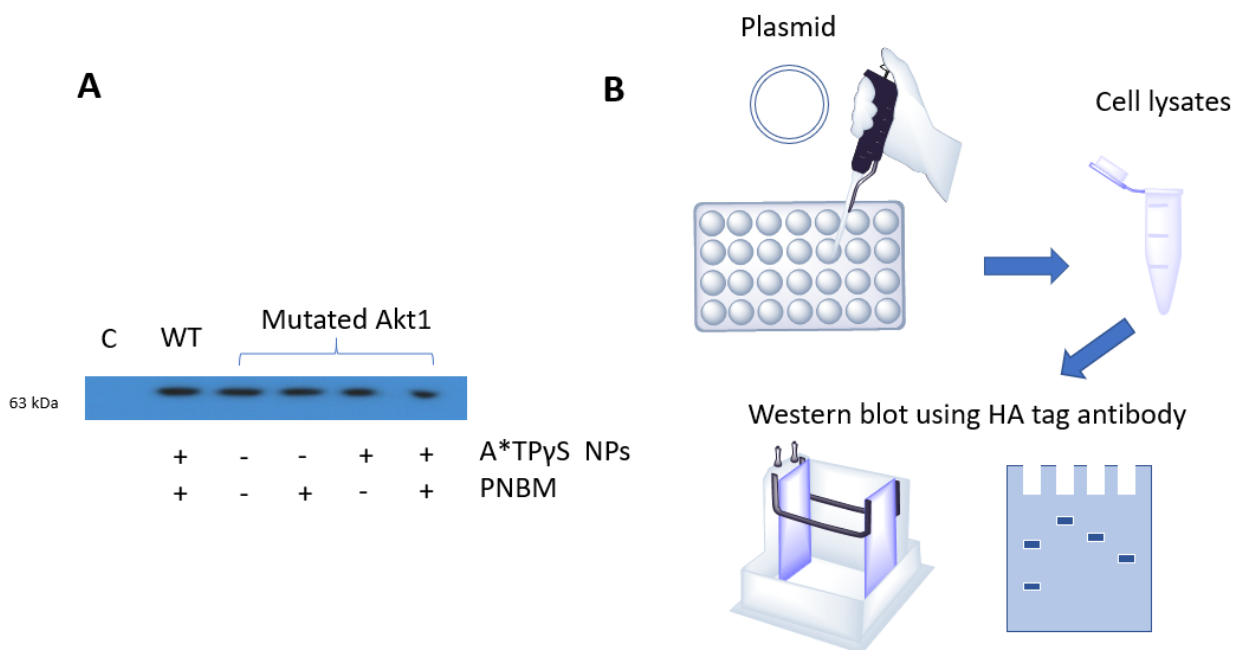 A
C WT Mutated Akt1
63 kDa
+ - - + + A*TPγS NPs
+ - + - + PNBM
B
Plasmid
Cell lysates
Western blot using HA tag antibody